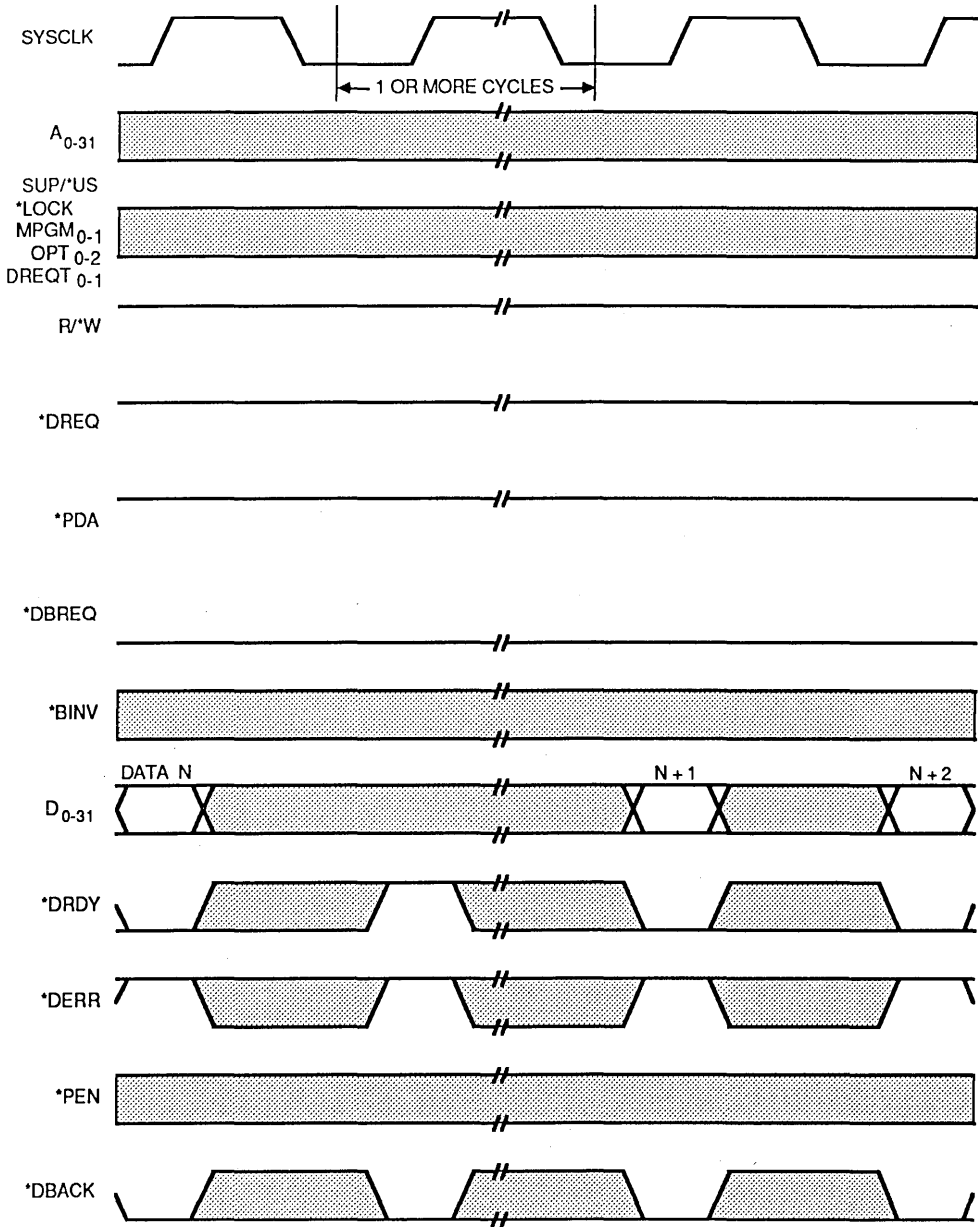 SYSCLK
1 OR MORE CYCLES
A0-31
SUP/*US
*LOCK
MPGM0-1
OPT0-2
DREQT0-1
R/*W
*DREQ
*PDA
*DBREQ
*BINV
DATA N N + 1 N + 2
D0-31
*DRDY
*DERR
*PEN
*DBACK